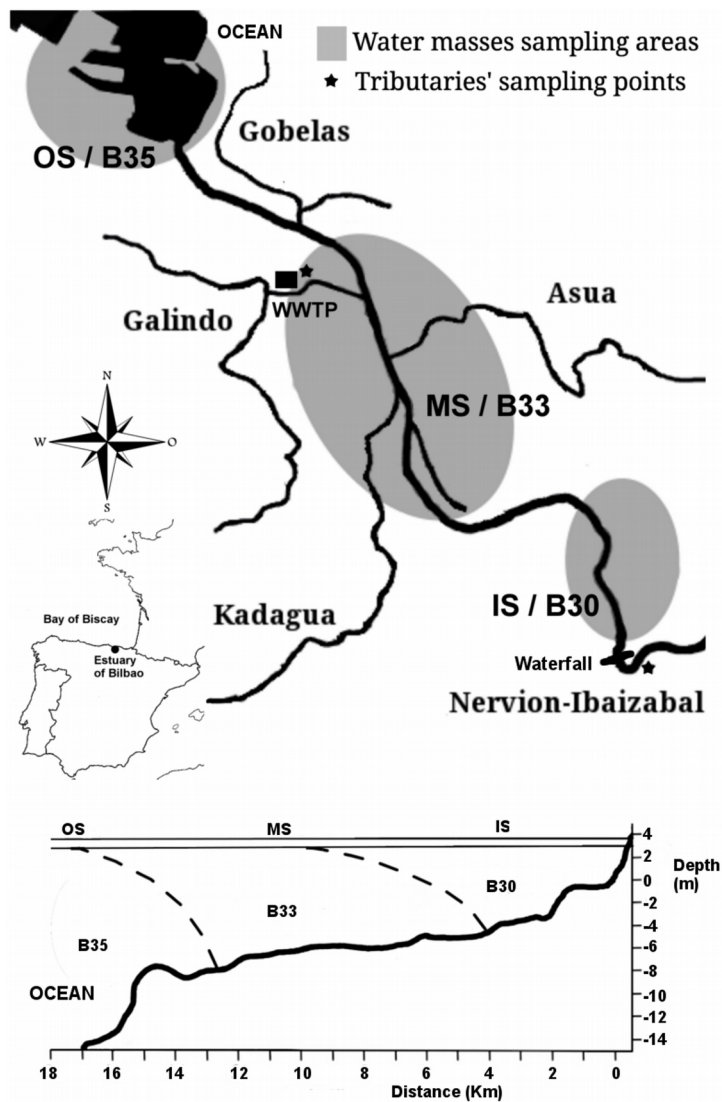 OCEAN
Water masses sampling areas
Tributaries' sampling points
Gobelas
OS / B35
Asua
WWTP
Galindo
MS / B33
N
W
O
S
IS / B30
Kadagua
Bay of Biscay
Estuary
of Bilbao
Waterfall
Nervion-Ibaizabal
OS
MS
IS
4
2
0
-2
-4
-6
-8
-10
-12
-14
Depth
(m)
B30
B33
B35
OCEAN
18 16 14 12 10 8 6 4 2 0
Distance (Km)